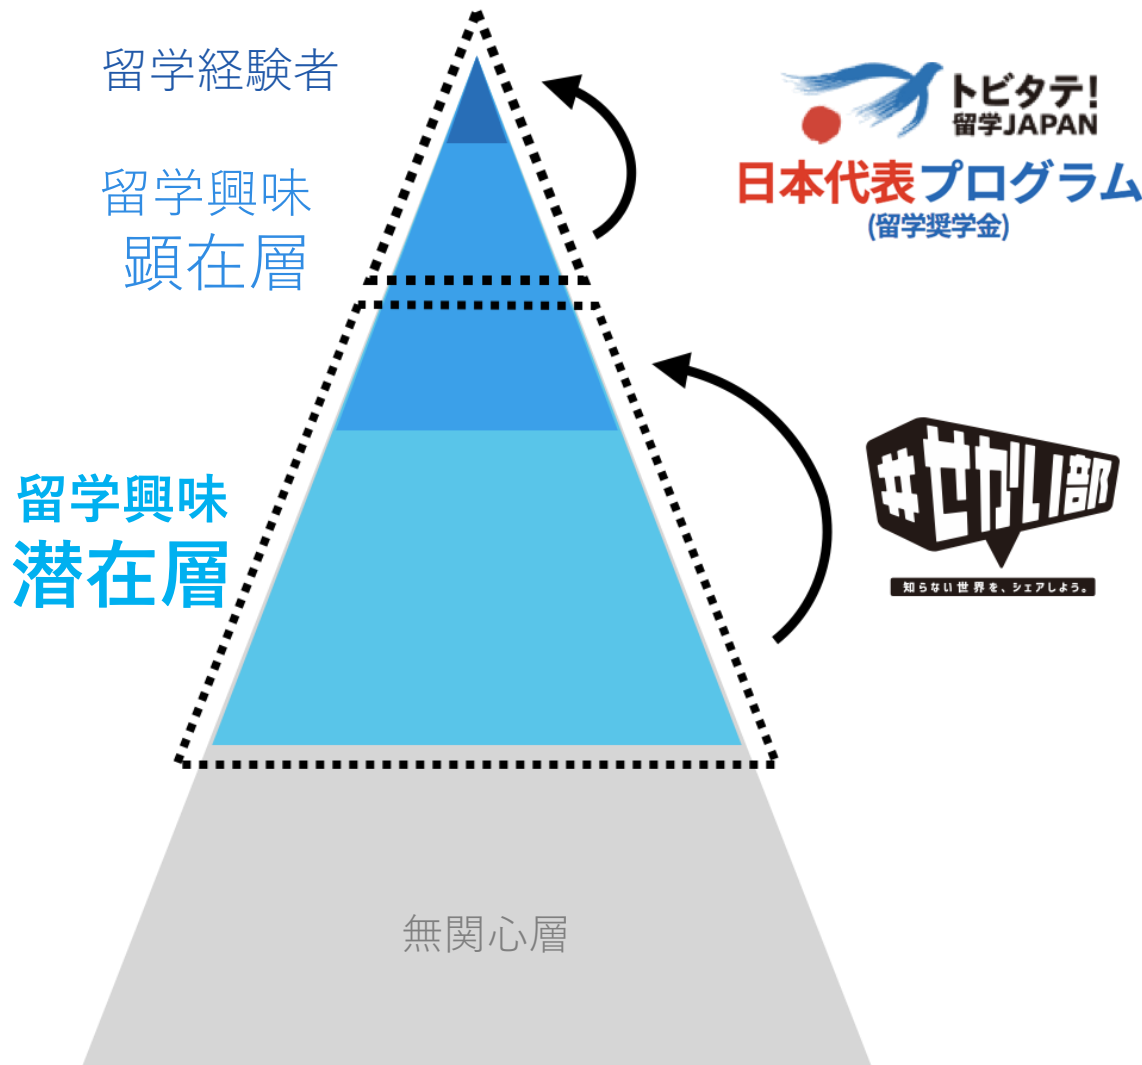 留学経験者
トビタテ!
留学JAPAN
日本代表プログラム
(留学奨学金)
留学興味
顕在層
#せかい部
知らない世界を、シェアしよう。
留学興味
潜在層
無関心層